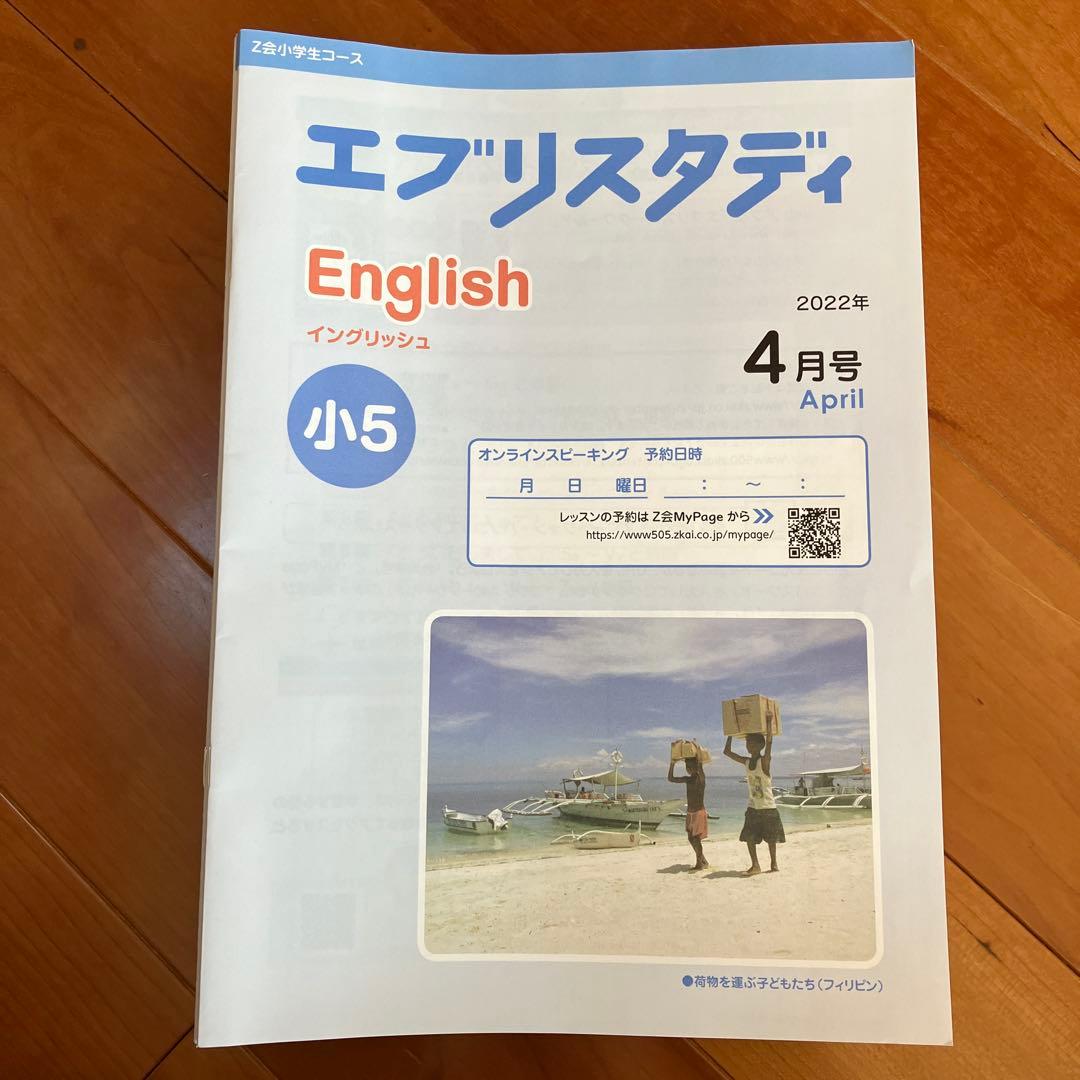 Z会小学生コース
エブリスタディ
English
イングリッシュ
2022年
4月号
April
小5
オンラインスピーキング 予約日時
月 日 曜日 : ～ :
レッスンの予約は Z会MyPage から
https://www505.zkai.co.jp/mypage/
●荷物を運ぶ子どもたち(フィリピン)